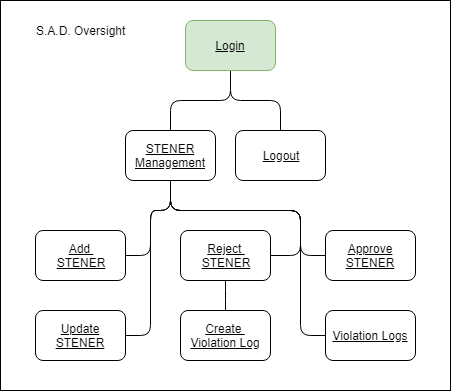 S.A.D. Oversight
Login
STENER
Management
Logout
Add
STENER
Reject
STENER
Approve
STENER
Update
STENER
Create
Violation Log
Violation Logs